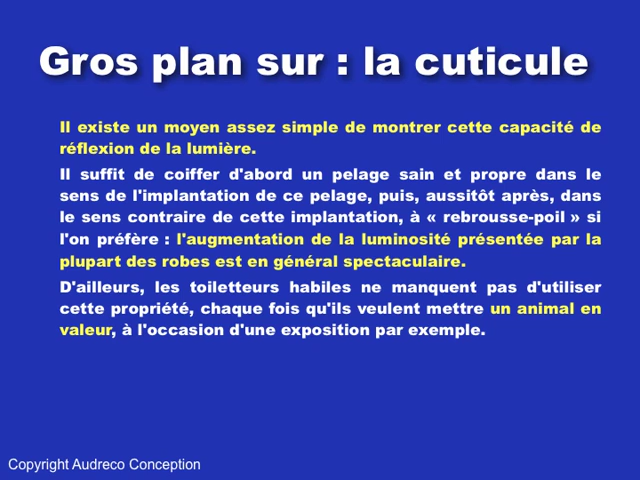 Gros plan sur : la cuticule
Il existe un moyen assez simple de montrer cette capacité de
réflexion de la lumière.
Il suffit de coiffer d'abord un pelage sain et propre dans le
sens de l'implantation de ce pelage, puis, aussitôt après, dans
le sens contraire de cette implantation, à « rebrousse-poil » si
l'on préfère : l'augmentation de la luminosité présentée par la
plupart des robes est en général spectaculaire.
D'ailleurs, les toiletteurs habiles ne manquent pas d'utiliser
cette propriété, chaque fois qu'ils veulent mettre un animal en
valeur, à l'occasion d'une exposition par exemple.
Copyright Audreco Conception